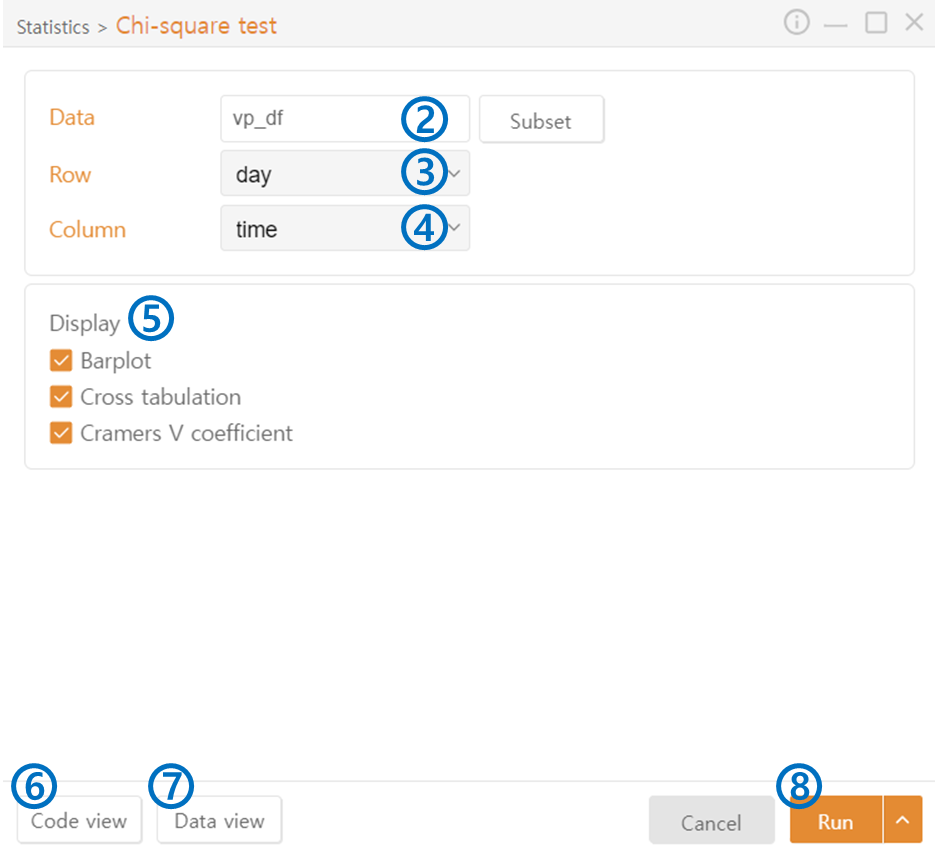 Statistics > Chi-square test
Data vp_df ② Subset
Row day ③
Column time ④
Display ⑤
Barplot
Cross tabulation
Cramers V coefficient
⑥ ⑦ ⑧
Code view Data view Cancel Run